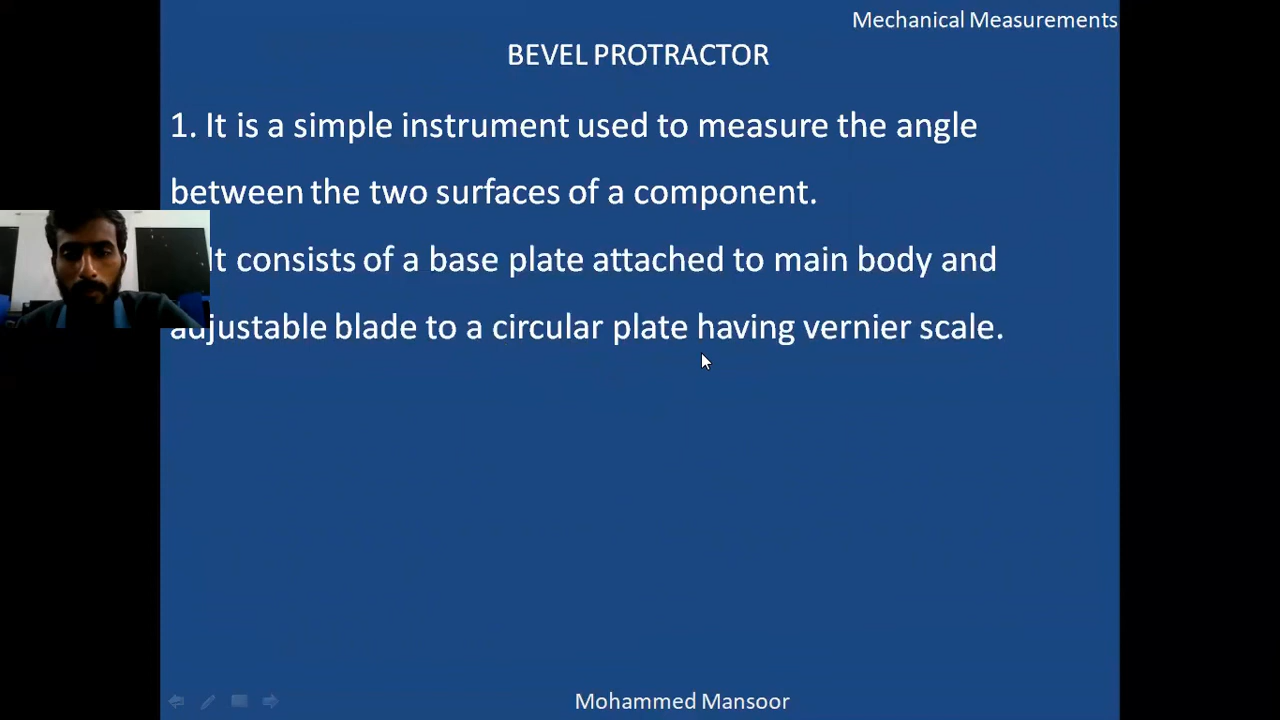 Mechanical Measurements
BEVEL PROTRACTOR
1. It is a simple instrument used to measure the angle
between the two surfaces of a component.
It consists of a base plate attached to main body and
adjustable blade to a circular plate having vernier scale.
Mohammed Mansoor